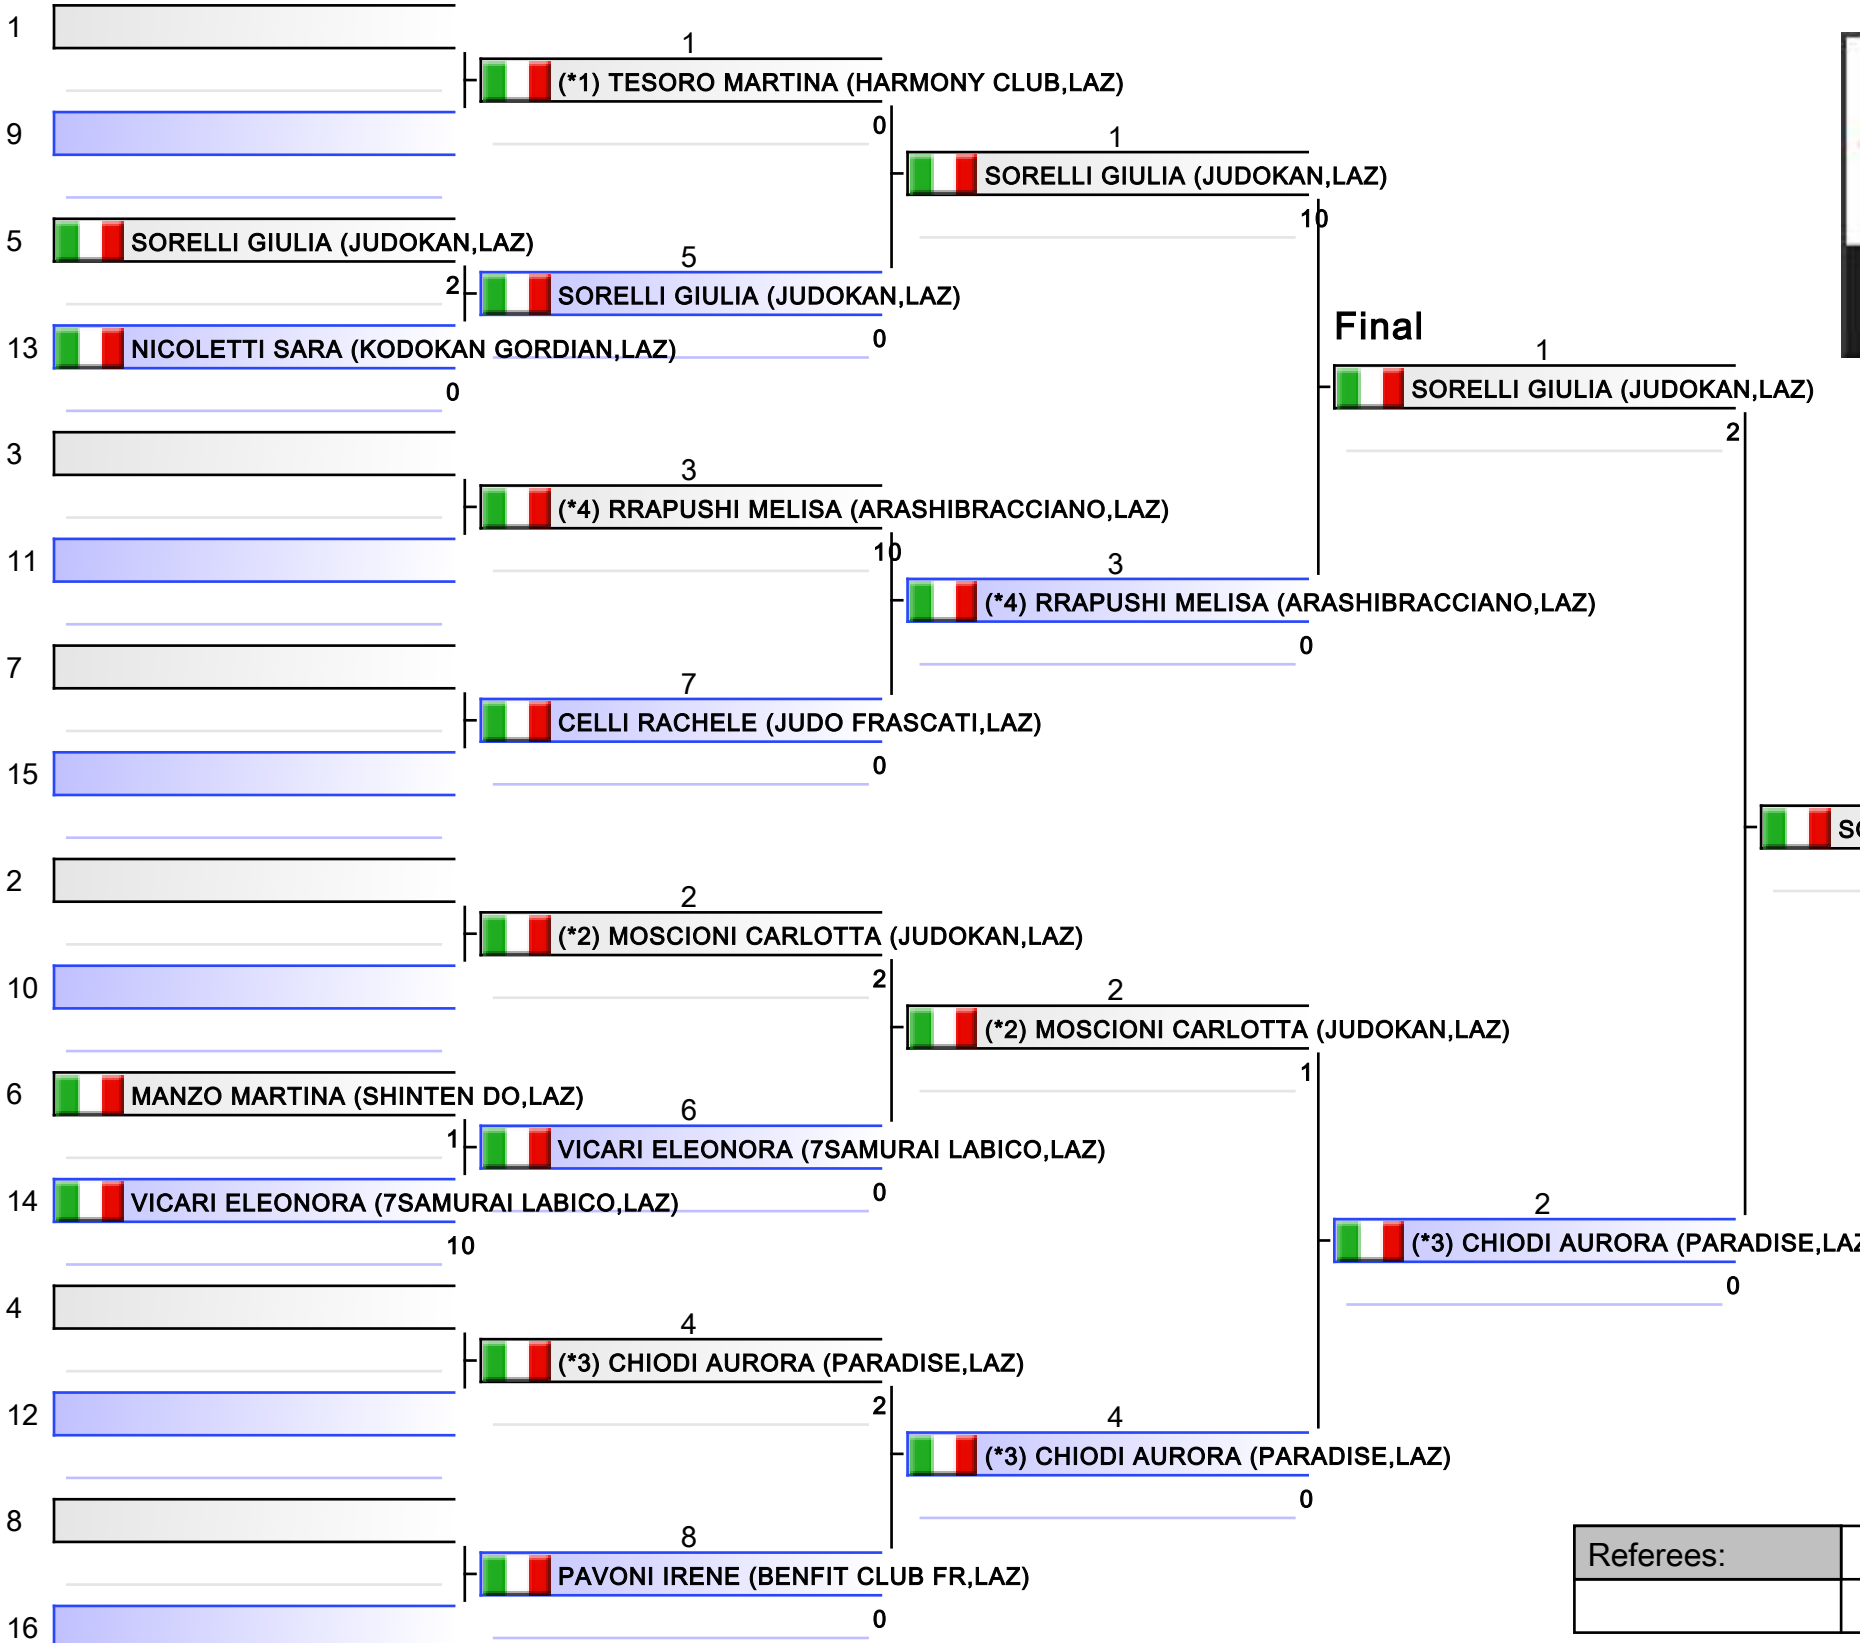 1
9
5
SORELLI GIULIA (JUDOKAN,LAZ)
2
13
NICOLETTI SARA (KODOKAN GORDIAN,LAZ)
0
3
11
7
15
2
10
6
MANZO MARTINA (SHINTEN DO,LAZ)
1
14
VICARI ELEONORA (7SAMURAI LABICO,LAZ)
10
4
12
8
16
1
(*1) TESORO MARTINA (HARMONY CLUB,LAZ)
0
5
SORELLI GIULIA (JUDOKAN,LAZ)
0
3
(*4) RRAPUSHI MELISA (ARASHIBRACCIANO,LAZ)
10
7
CELLI RACHELE (JUDO FRASCATI,LAZ)
0
2
(*2) MOSCIONI CARLOTTA (JUDOKAN,LAZ)
2
6
VICARI ELEONORA (7SAMURAI LABICO,LAZ)
0
4
(*3) CHIODI AURORA (PARADISE,LAZ)
2
8
PAVONI IRENE (BENFIT CLUB FR,LAZ)
0
1
SORELLI GIULIA (JUDOKAN,LAZ)
10
3
(*4) RRAPUSHI MELISA (ARASHIBRACCIANO,LAZ)
0
2
(*2) MOSCIONI CARLOTTA (JUDOKAN,LAZ)
1
4
(*3) CHIODI AURORA (PARADISE,LAZ)
0
Final
1
SORELLI GIULIA (JUDOKAN,LAZ)
2
2
(*3) CHIODI AURORA (PARADISE,LAZ
0
Referees: